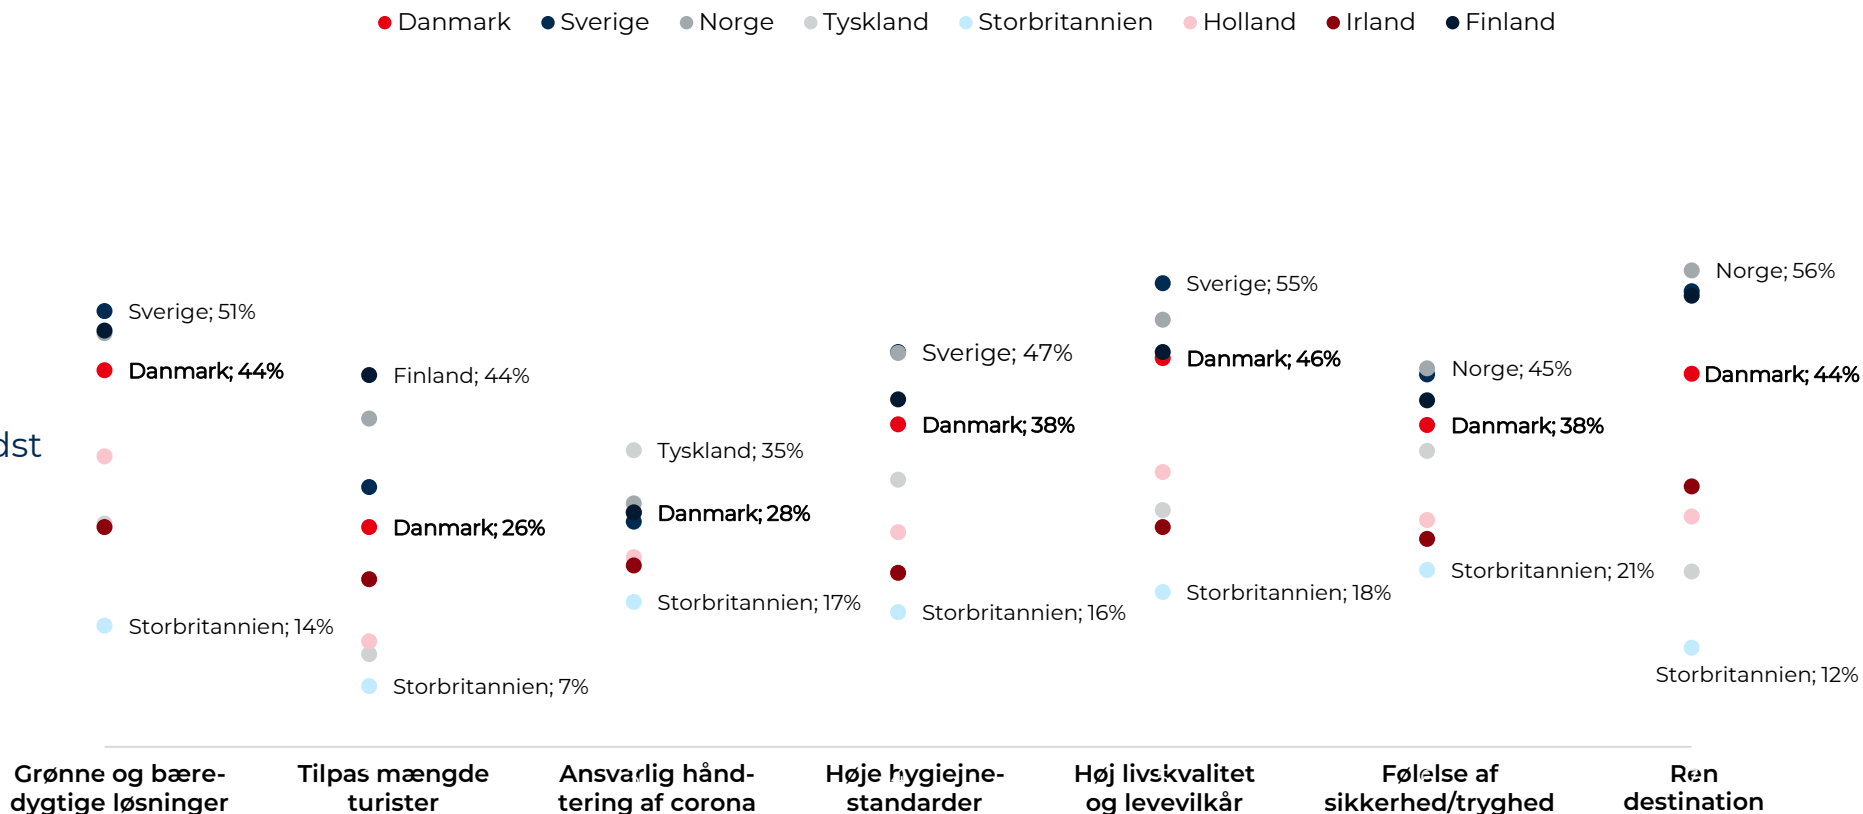 Danmark Sverige Norge Tyskland Storbritannien Holland Irland Finland
Norge; 56%
Sverige; 55%
Sverige; 51%
Sverige; 47%
Danmark; 46%
Norge; 45%
Danmark; 44%
Finland; 44%
Danmark; 44%
Danmark; 38%
Danmark; 38%
dst
Tyskland; 35%
Danmark; 28%
Danmark; 26%
Storbritannien; 21%
Storbritannien; 18%
Storbritannien; 17%
Storbritannien; 16%
Storbritannien; 14%
Storbritannien; 12%
Storbritannien; 7%
Grønne og bære-
dygtige løsninger
Tilpas mængde
turister
Ansvarlig hånd-
tering af corona
Høje hygiejne-
standarder
Høj livskvalitet
og levevilkår
Følelse af
sikkerhed/tryghed
Ren
destination